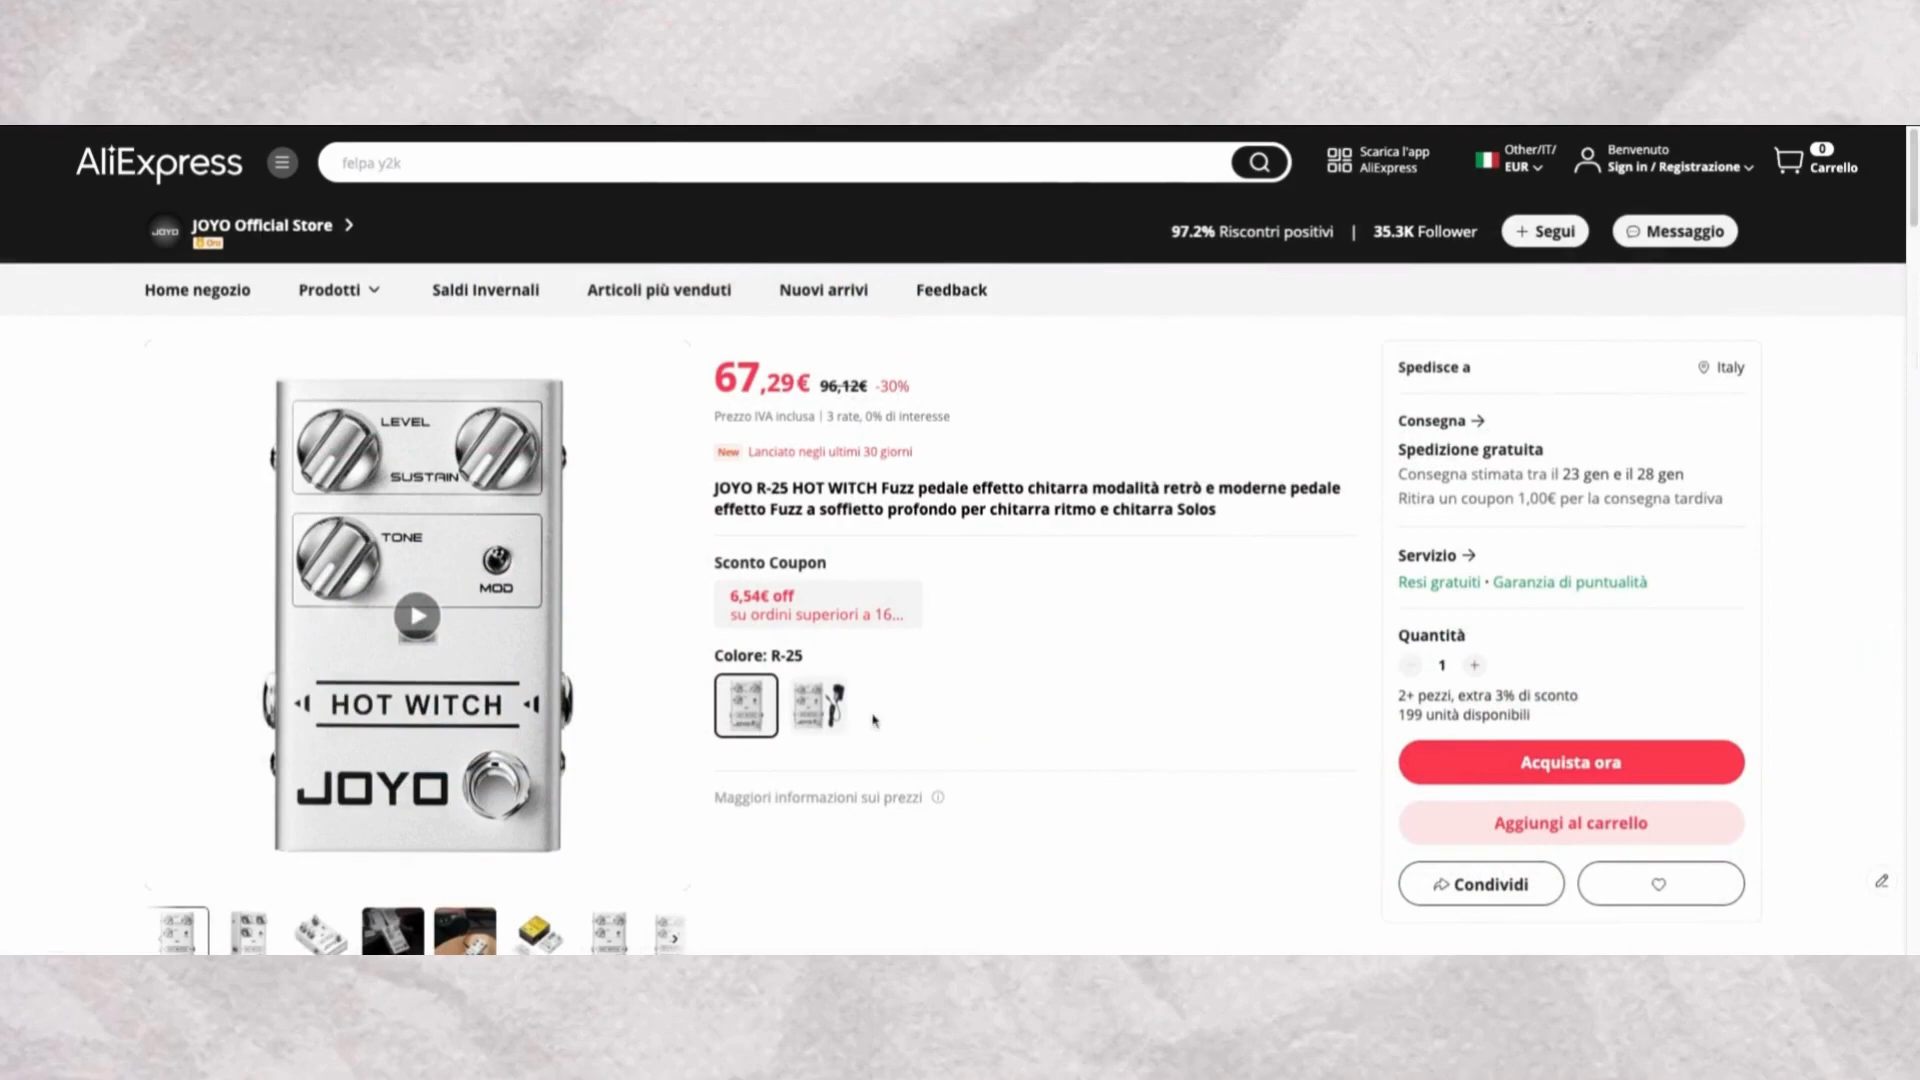 AliExpress
felpa y2k
Scarica l'app
AliExpress
Other/IT/
EUR
Benvenuto
Sign in / Registrazione
0
Carrello
JOYO
JOYO Official Store
Oro
97.2% Riscontri positivi | 35.3K Follower
+ Segui
Messaggio
Home negozio
Prodotti
Saldi Invernali
Articoli più venduti
Nuovi arrivi
Feedback
LEVEL
SUSTAIN
TONE
MOD
HOT WITCH
JOYO
67,29€ 96,12€ -30%
Prezzo IVA inclusa | 3 rate, 0% di interesse
New Lanciato negli ultimi 30 giorni
JOYO R-25 HOT WITCH Fuzz pedale effetto chitarra modalità retrò e moderne pedale
effetto Fuzz a soffietto profondo per chitarra ritmo e chitarra Solos
Sconto Coupon
6,54€ off
su ordini superiori a 16...
Colore: R-25
Maggiori informazioni sui prezzi
Spedisce a
Italy
Consegna
Spedizione gratuita
Consegna stimata tra il 23 gen e il 28 gen
Ritira un coupon 1,00€ per la consegna tardiva
Servizio
Resi gratuiti • Garanzia di puntualità
Quantità
- 1 +
2+ pezzi, extra 3% di sconto
199 unità disponibili
Acquista ora
Aggiungi al carrello
Condividi